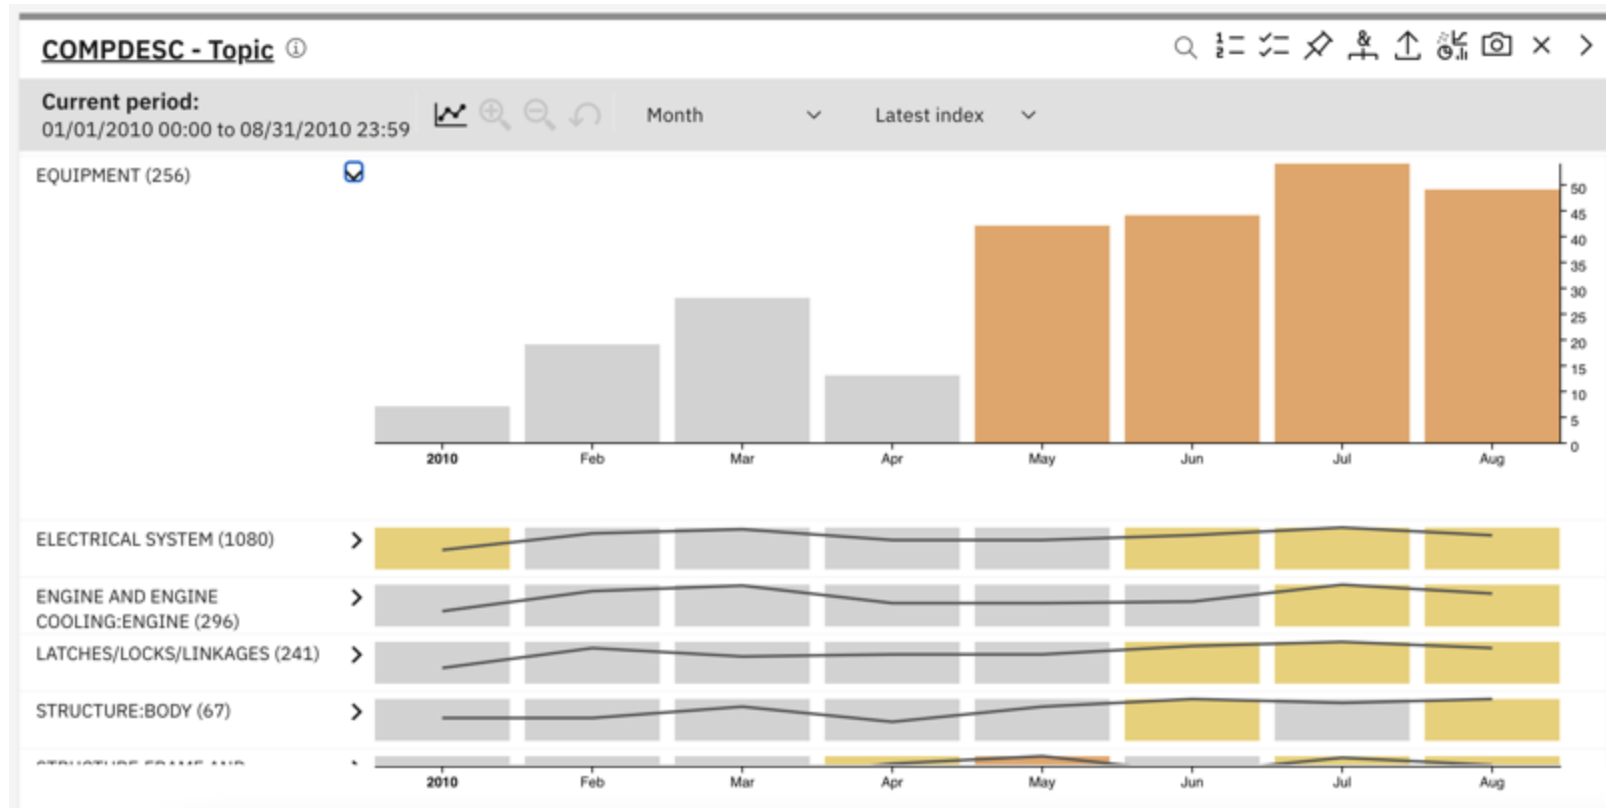 COMPDESC - Topic
Current period:
01/01/2010 00:00 to 08/31/2010 23:59
Month
Latest index
EQUIPMENT (256)
50
45
40
35
30
25
20
15
10
5
0
2010 Feb Mar Apr May Jun Jul Aug
ELECTRICAL SYSTEM (1080)
ENGINE AND ENGINE
COOLING:ENGINE (296)
LATCHES/LOCKS/LINKAGES (241)
STRUCTURE:BODY (67)
STRUCTURE:FRAME AND
2010 Feb Mar Apr May Jun Jul Aug